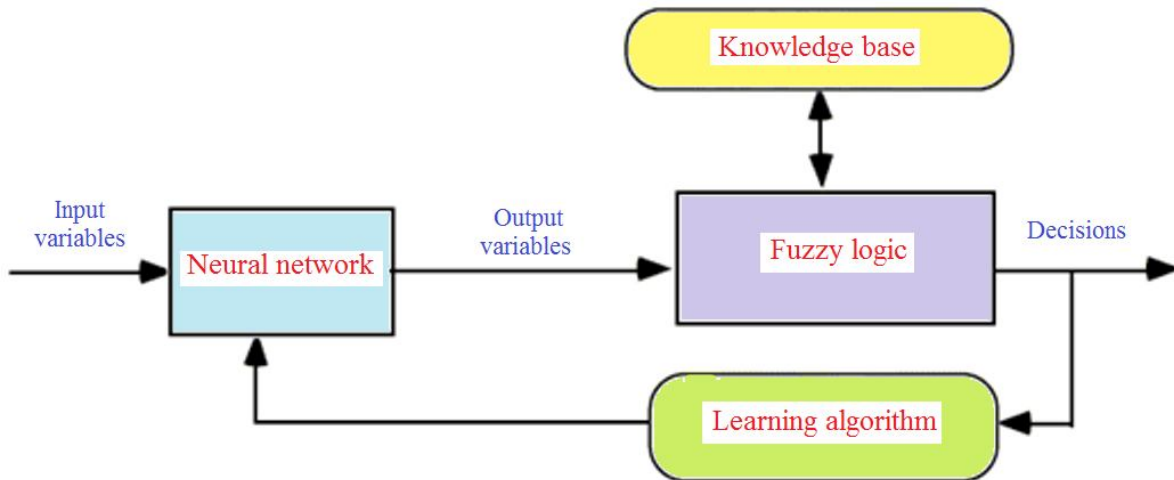 Knowledge base
Input
variables
Neural network
Output
variables
Fuzzy logic
Decisions
Learning algorithm